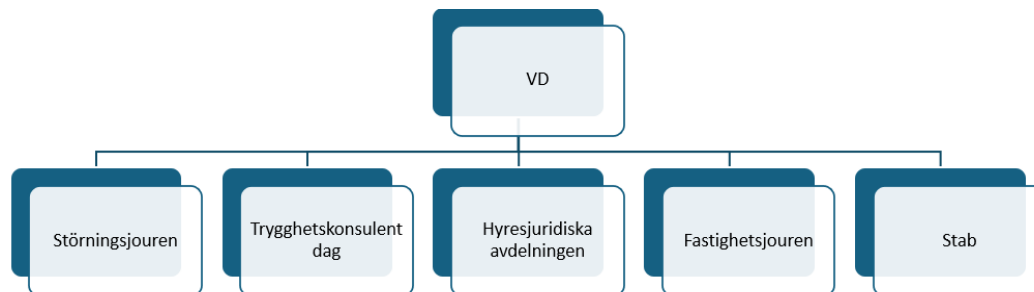 VD
Störningsjouren
Trygghetskonsulent
dag
Hyresjuridiska
avdelningen
Fastighetsjouren
Stab